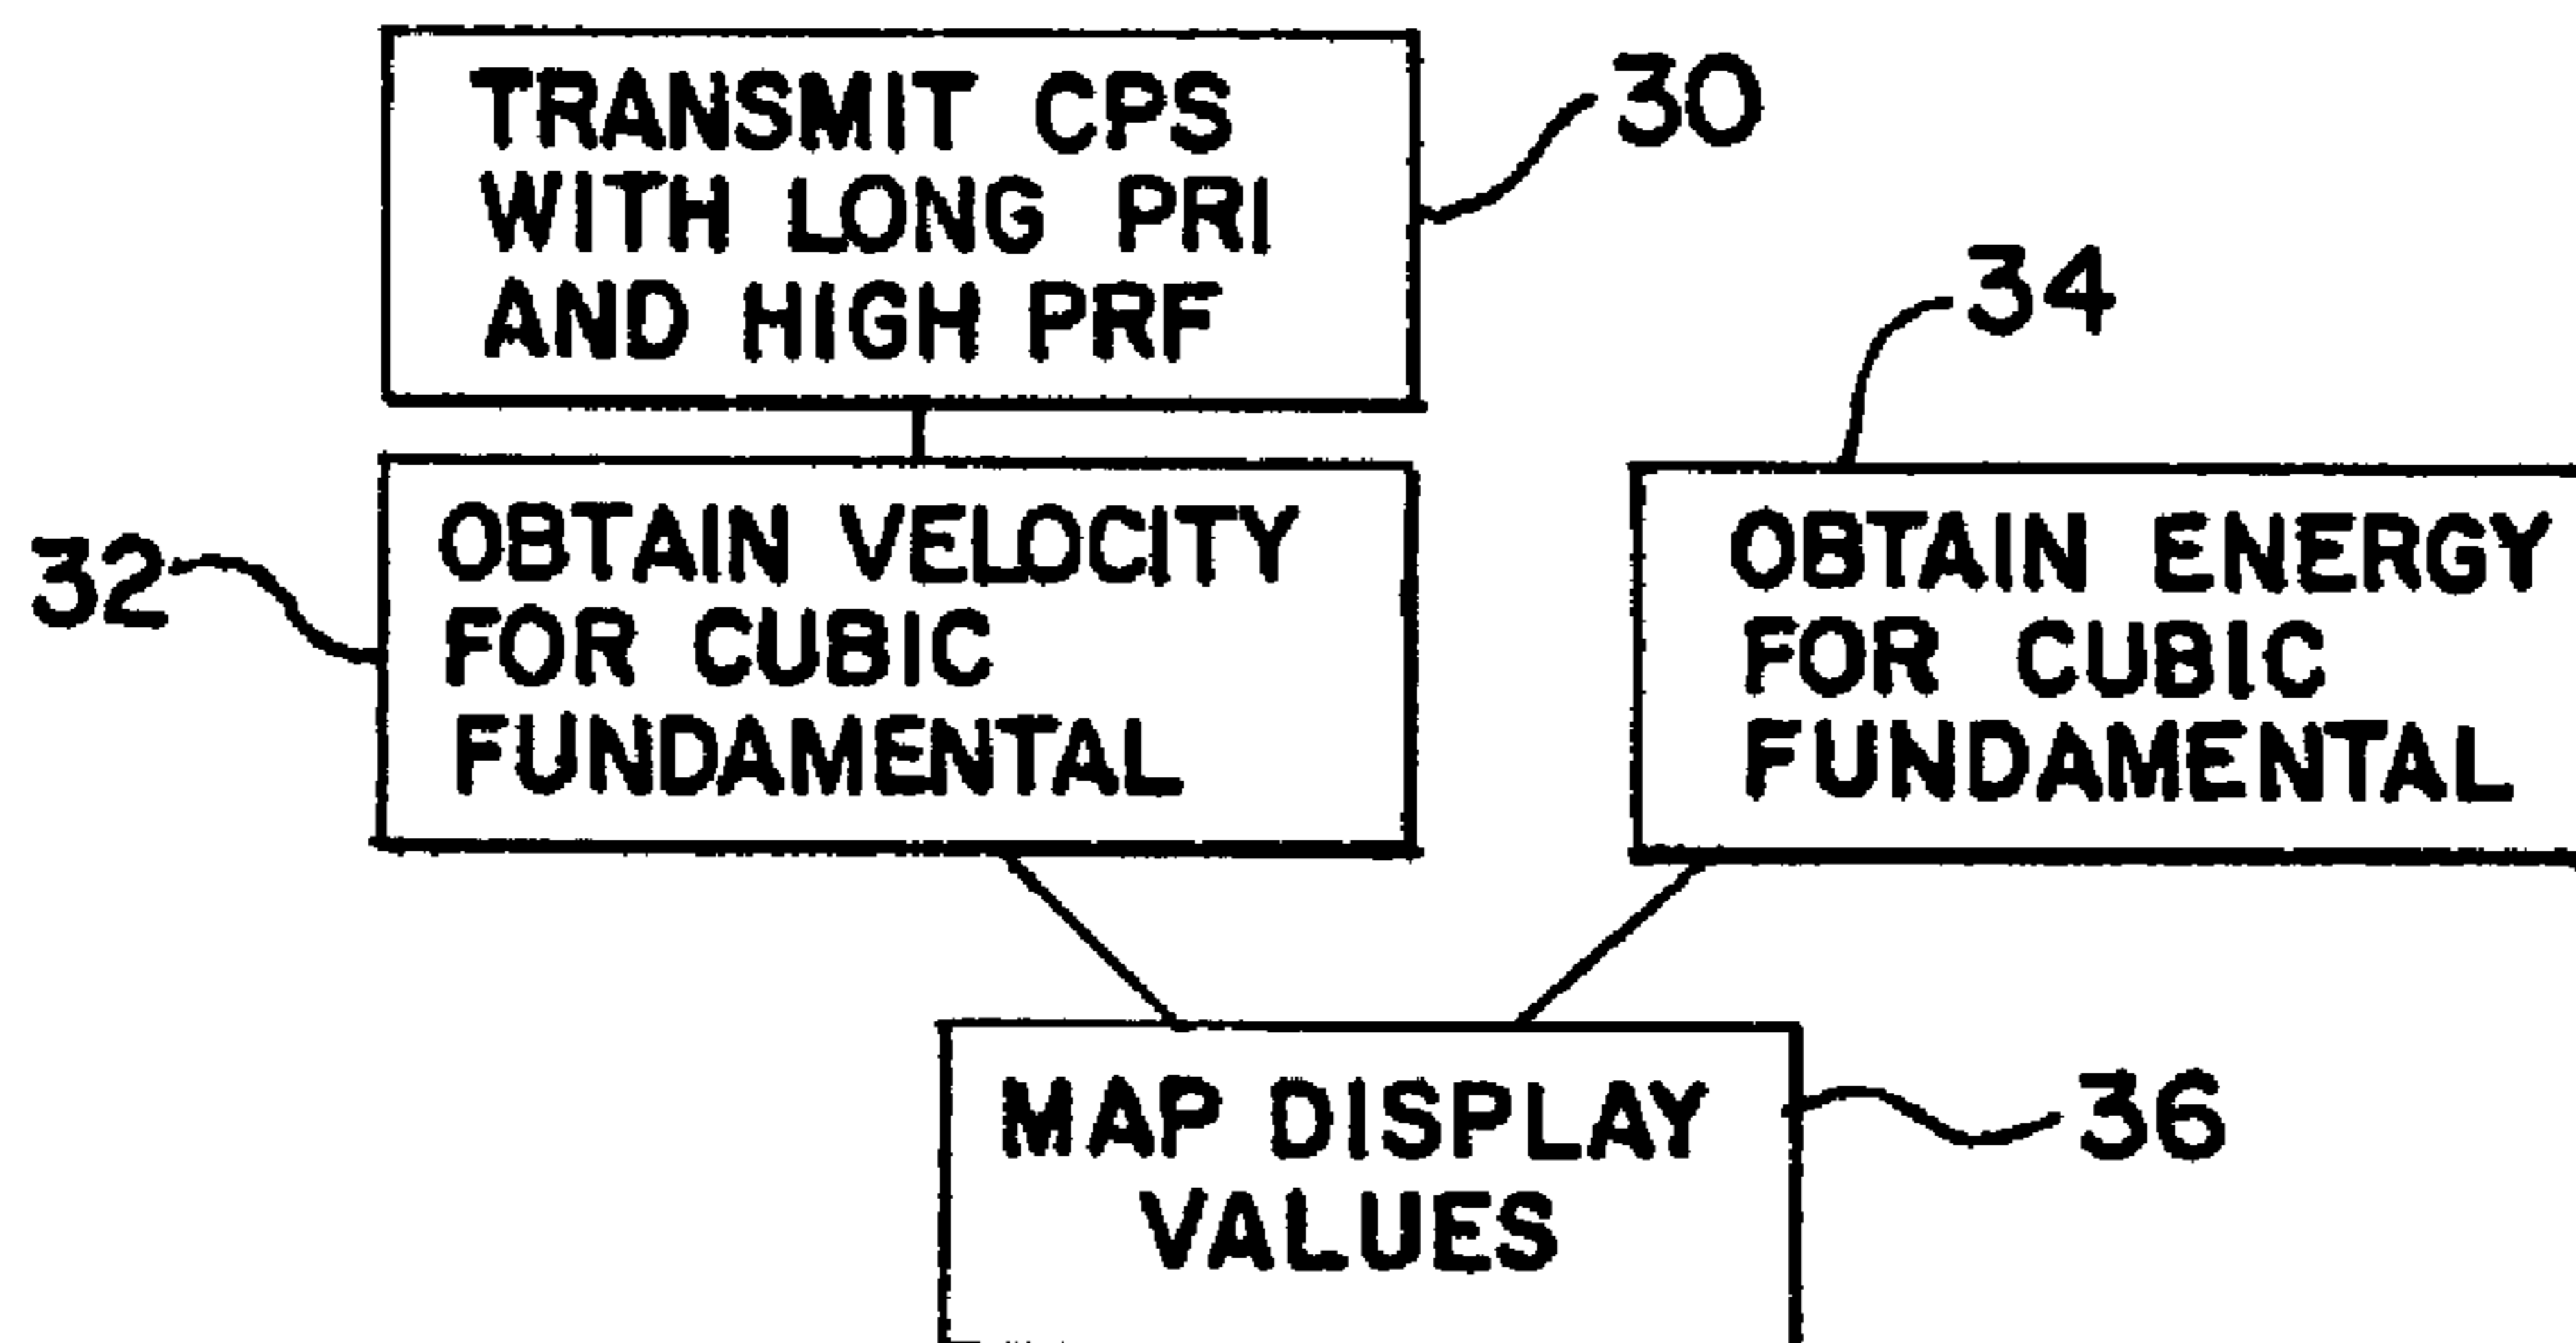 TRANSMIT CPS
WITH LONG PRI
AND HIGH PRF
30
34
32
OBTAIN VELOCITY
FOR CUBIC
FUNDAMENTAL
OBTAIN ENERGY
FOR CUBIC
FUNDAMENTAL
MAP DISPLAY
VALUES
36